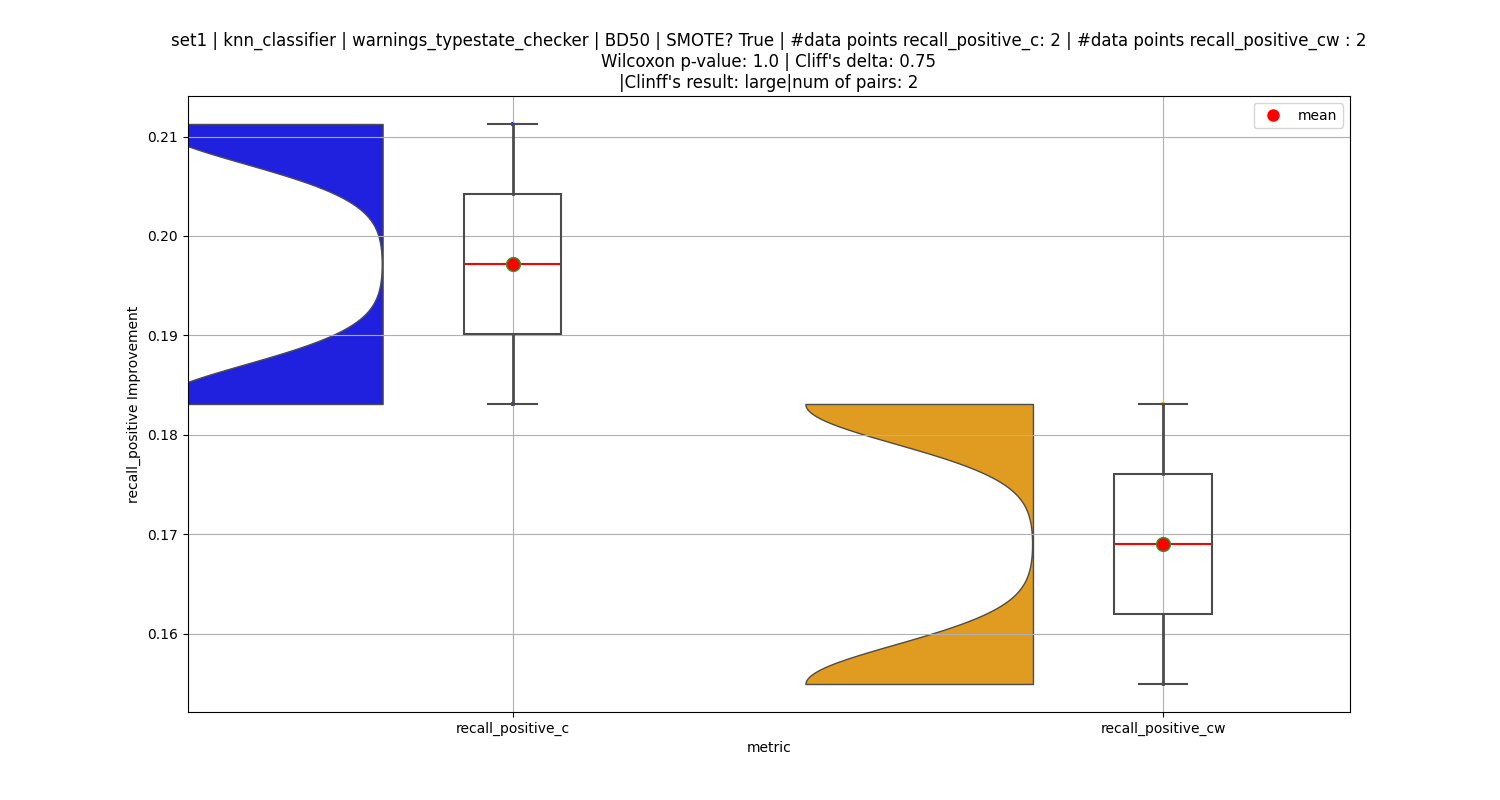 set1 | knn_classifier | warnings_typestate_checker | BD50 | SMOTE? True | #data points recall_positive_c: 2 | #data points recall_positive_cw : 2
Wilcoxon p-value: 1.0 | Cliff's delta: 0.75
|Clinff's result: large|num of pairs: 2
mean
0.21
0.20
0.19
0.18
0.17
0.16
recall_positive Improvement
recall_positive_c
recall_positive_cw
metric